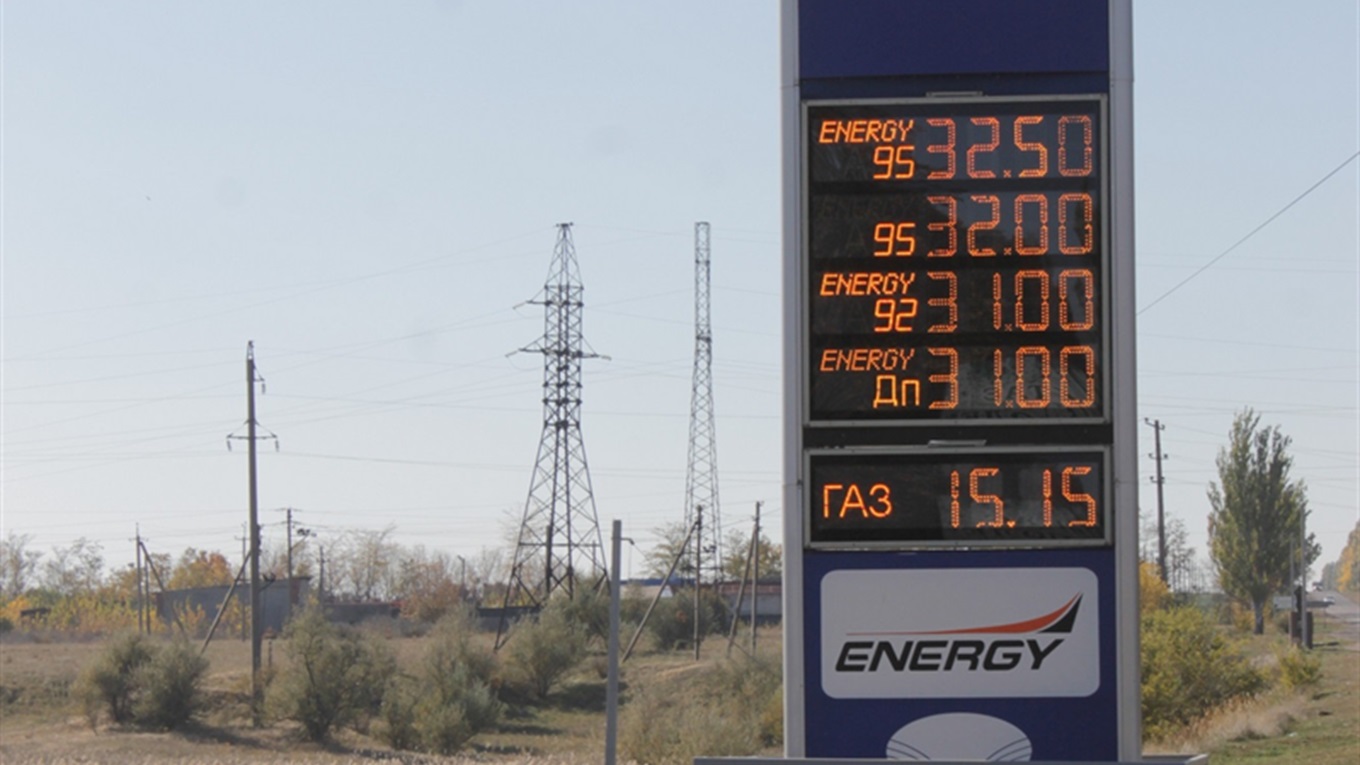 ENERGY
95 32.50
95 32.00
ENERGY
92 31.00
ENERGY
Дп 31.00
ГАЗ 15.15
ENERGY